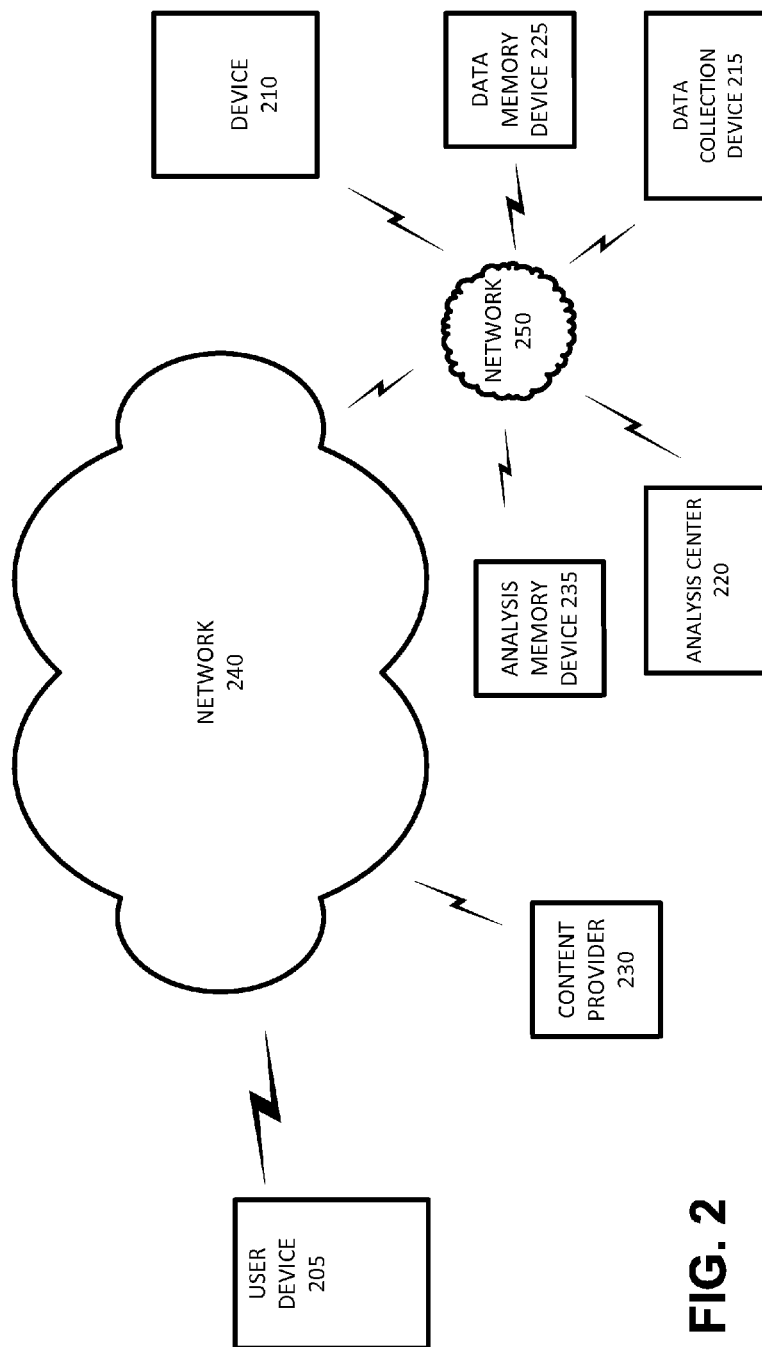 USER
DEVICE
205
NETWORK
240
DEVICE
210
CONTENT
PROVIDER
230
ANALYSIS
MEMORY
DEVICE 235
NETWORK
250
DATA
MEMORY
DEVICE 225
ANALYSIS CENTER
220
DATA
COLLECTION
DEVICE 215
FIG. 2